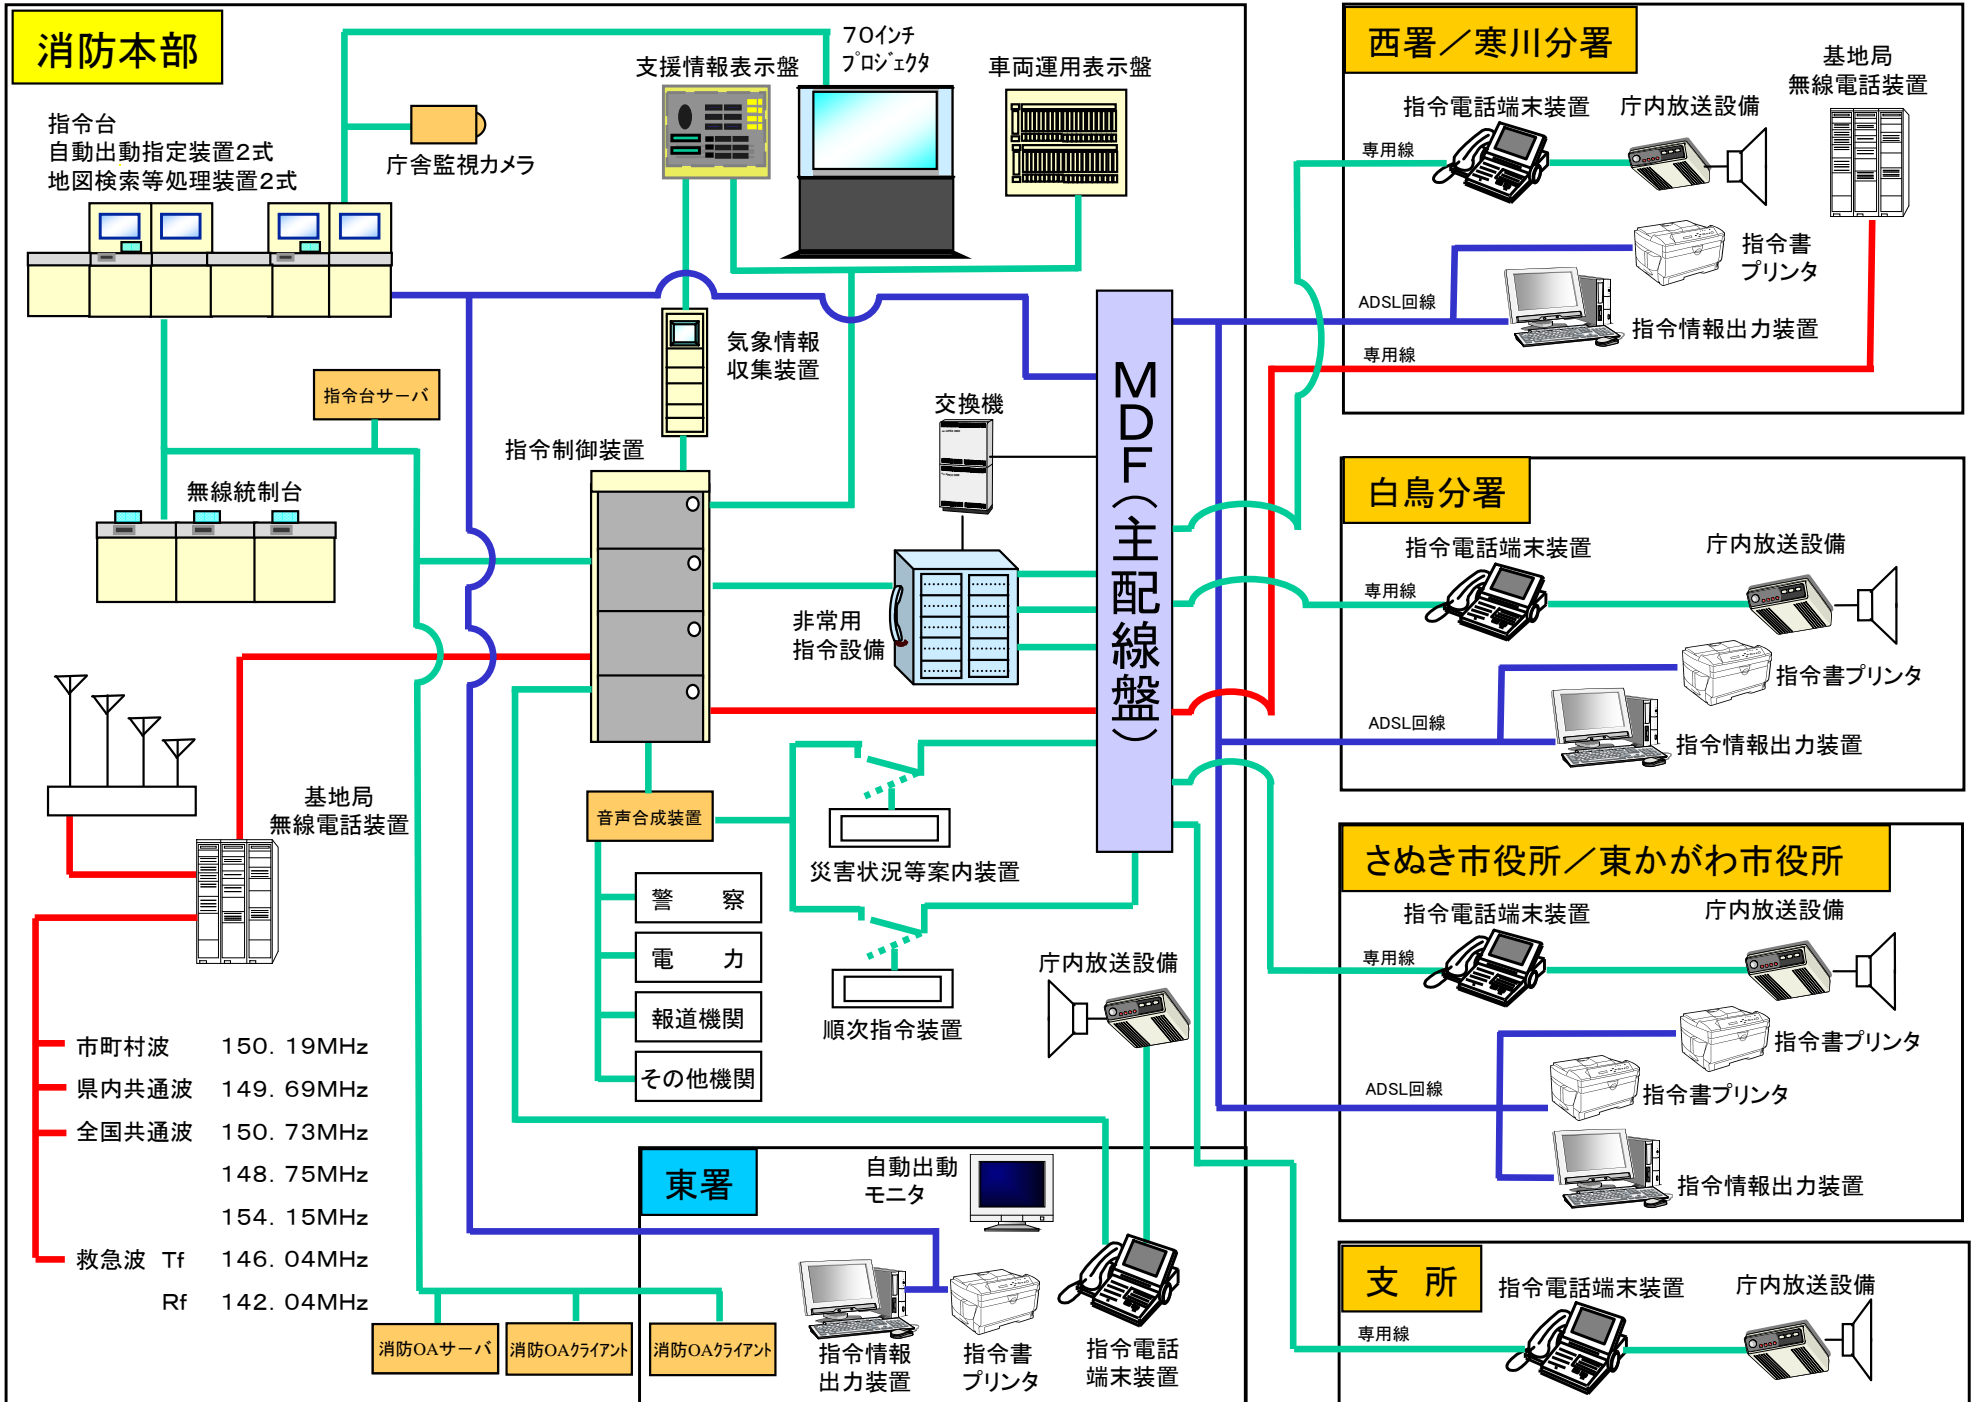 消防本部
指令台
自動出動指定装置2式
地図検索等処理装置2式
庁舎監視カメラ
支援情報表示盤
70インチ
プロジェクタ
車両運用表示盤
気象情報
収集装置
指令台サーバ
指令制御装置
無線統制台
交換機
MDF(主配線盤)
非常用
指令設備
基地局
無線電話装置
音声合成装置
災害状況等案内装置
警 察
電 力
報道機関
その他機関
順次指令装置
庁内放送設備
市町村波 150.19MHz
県内共通波 149.69MHz
全国共通波 150.73MHz
148.75MHz
154.15MHz
救急波 Tf 146.04MHz
Rf 142.04MHz
消防OAサーバ
消防OAクライアント
消防OAクライアント
東署
自動出動
モニタ
指令情報
出力装置
指令書
プリンタ
指令電話
端末装置
西署/寒川分署
基地局
無線電話装置
指令電話端末装置
庁内放送設備
専用線
指令書
プリンタ
ADSL回線
指令情報出力装置
専用線
白鳥分署
指令電話端末装置
庁内放送設備
専用線
指令書プリンタ
ADSL回線
指令情報出力装置
さぬき市役所/東かがわ市役所
指令電話端末装置
庁内放送設備
専用線
指令書プリンタ
ADSL回線
指令書プリンタ
指令情報出力装置
支 所
指令電話端末装置
庁内放送設備
専用線